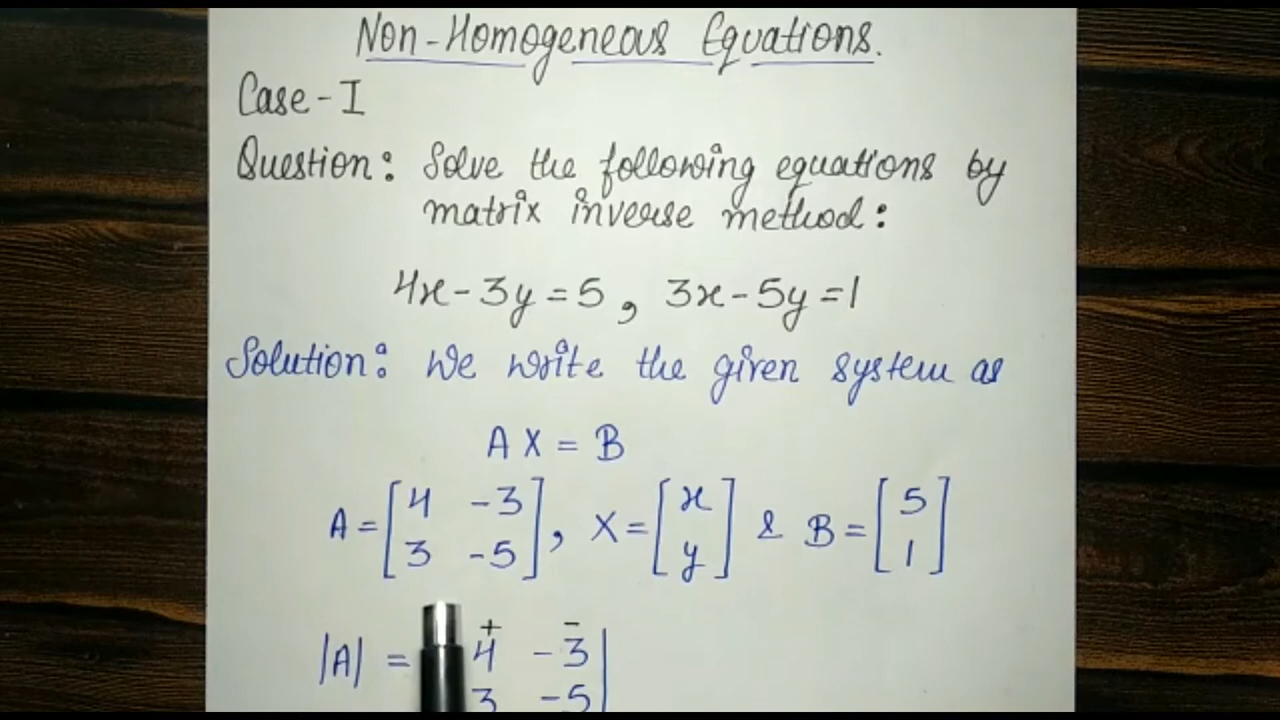 Non-Homogeneous Equations.
Case-I
Question: Solve the following equations by
matrix inverse method:
4x-3y=5, 3x-5y=1
Solution: We write the given system as
AX=B
A=[4 -3
3 -5], X=[x
y] & B=[5
1]
+ -
|A| = 4 -3|
3 -5|